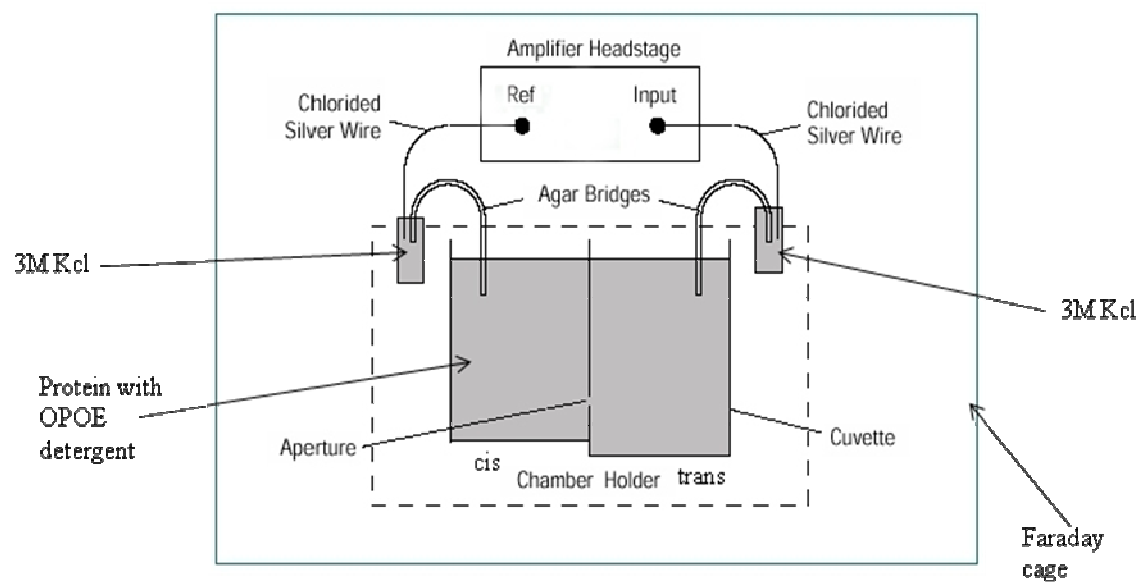 Amplifier Headstage
Ref
Input
Chlorided
Silver Wire
Chlorided
Silver Wire
Agar Bridges
3M Kcl
3M Kcl
Protein with
OPOE
detergent
Aperture
Cuvette
cis
Chamber Holder
trans
Faraday
cage